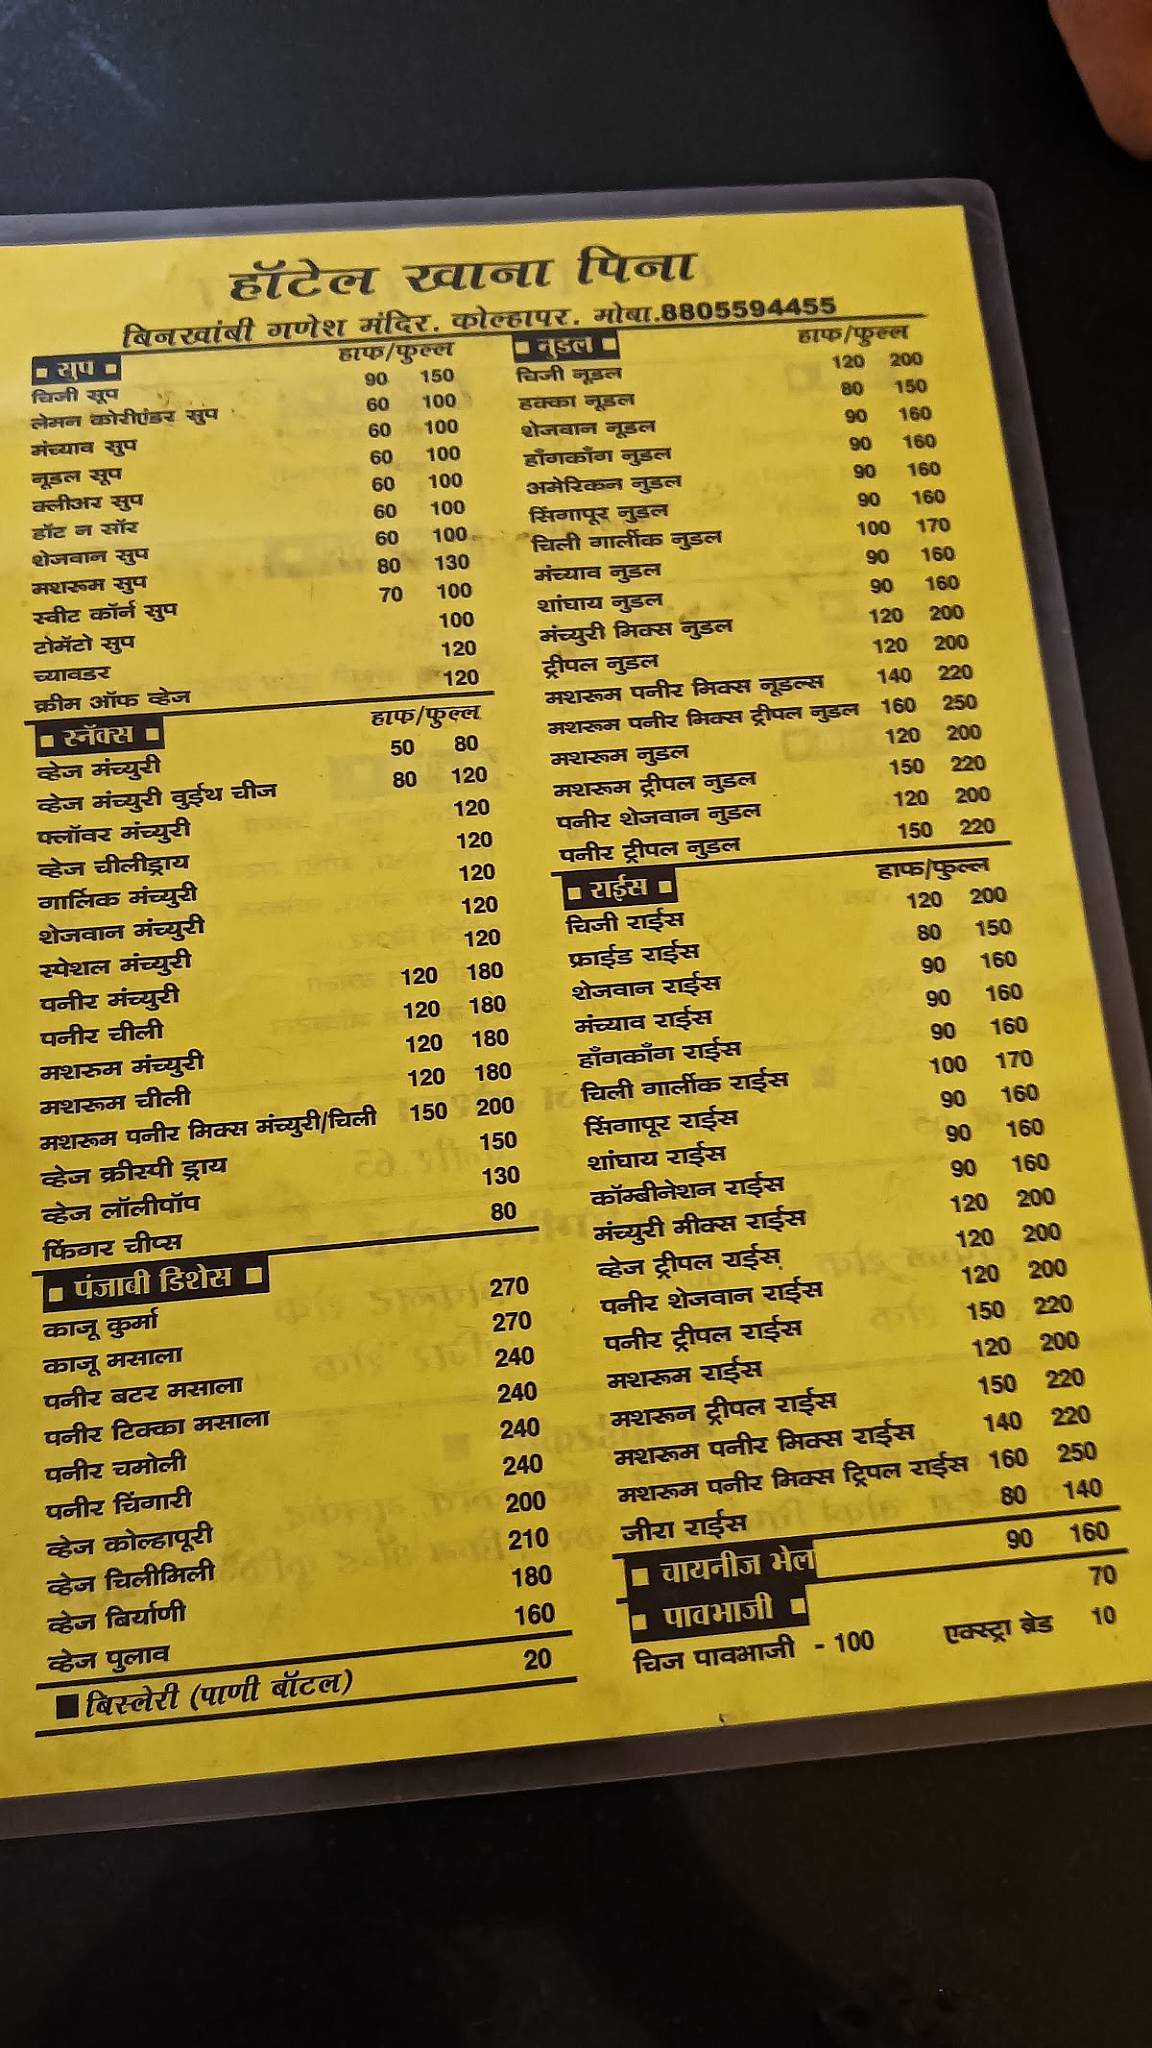 हॉटेल खाना पिना
बिनखांबी गणेश मंदिर. कोल्हापर. मोबा.8805594455
सुप हाफ/फुल्ल
चिजी सूप 90 150
लेमन कोरीएंडर सुप 60 100
मंच्याव सुप 60 100
नूडल सूप 60 100
क्लीअर सुप 60 100
हॉट न सॉर 60 100
शेजवान सुप 60 100
मशरूम सुप 80 130
स्वीट कॉर्न सुप 70 100
टोमॅटो सुप 100
च्यावडर 120
क्रीम ऑफ व्हेज 120
स्नॅक्स हाफ/फुल्ल
व्हेज मंच्युरी 50 80
व्हेज मंच्युरी वुईथ चीज 80 120
फ्लॉवर मंच्युरी 120
व्हेज चीलीड्राय 120
गार्लिक मंच्युरी 120
शेजवान मंच्युरी 120
स्पेशल मंच्युरी 120
पनीर मंच्युरी 120 180
पनीर चीली 120 180
मशरूम मंच्युरी 120 180
मशरूम चीली 120 180
मशरूम पनीर मिक्स मंच्युरी/चिली 150 200
व्हेज क्रीस्पी ड्राय 150
व्हेज लॉलीपॉप 130
फिंगर चीप्स 80
पंजाबी डिशेस
काजू कुर्मा 270
काजू मसाला 270
पनीर बटर मसाला 240
पनीर टिक्का मसाला 240
पनीर चमोली 240
पनीर चिंगारी 240
व्हेज कोल्हापूरी 200
व्हेज चिलीमिली 210
व्हेज बिर्याणी 180
व्हेज पुलाव 160
बिस्लेरी (पाणी बॉटल) 20
नुडल हाफ/फुल्ल
चिजी नूडल 120 200
हक्का नूडल 80 150
शेजवान नूडल 90 160
हाँगकाँग नुडल 90 160
अमेरिकन नुडल 90 160
सिंगापूर नुडल 90 160
चिली गार्लीक नुडल 100 170
मंच्याव नुडल 90 160
शांघाय नुडल 90 160
मंच्युरी मिक्स नुडल 120 200
ट्रीपल नुडल 120 200
मशरूम पनीर मिक्स नूडल्स 140 220
मशरूम पनीर मिक्स ट्रीपल नुडल 160 250
मशरूम नुडल 120 200
मशरूम ट्रीपल नुडल 150 220
पनीर शेजवान नुडल 120 200
पनीर ट्रीपल नुडल 150 220
राईस हाफ/फुल्ल
चिजी राईस 120 200
फ्राईड राईस 80 150
शेजवान राईस 90 160
मंच्याव राईस 90 160
हाँगकाँग राईस 90 160
चिली गार्लीक राईस 100 170
सिंगापूर राईस 90 160
शांघाय राईस 90 160
कॉम्बीनेशन राईस 90 160
मंच्युरी मीक्स राईस 120 200
व्हेज ट्रीपल राईस 120 200
पनीर शेजवान राईस 120 200
पनीर ट्रीपल राईस 150 220
मशरूम राईस 120 200
मशरून ट्रीपल राईस 150 220
मशरूम पनीर मिक्स राईस 140 220
मशरूम पनीर मिक्स ट्रिपल राईस 160 250
जीरा राईस 80 140
चायनीज भेल 90 160
पावभाजी 70
चिज पावभाजी - 100 एक्स्ट्रा ब्रेड 10